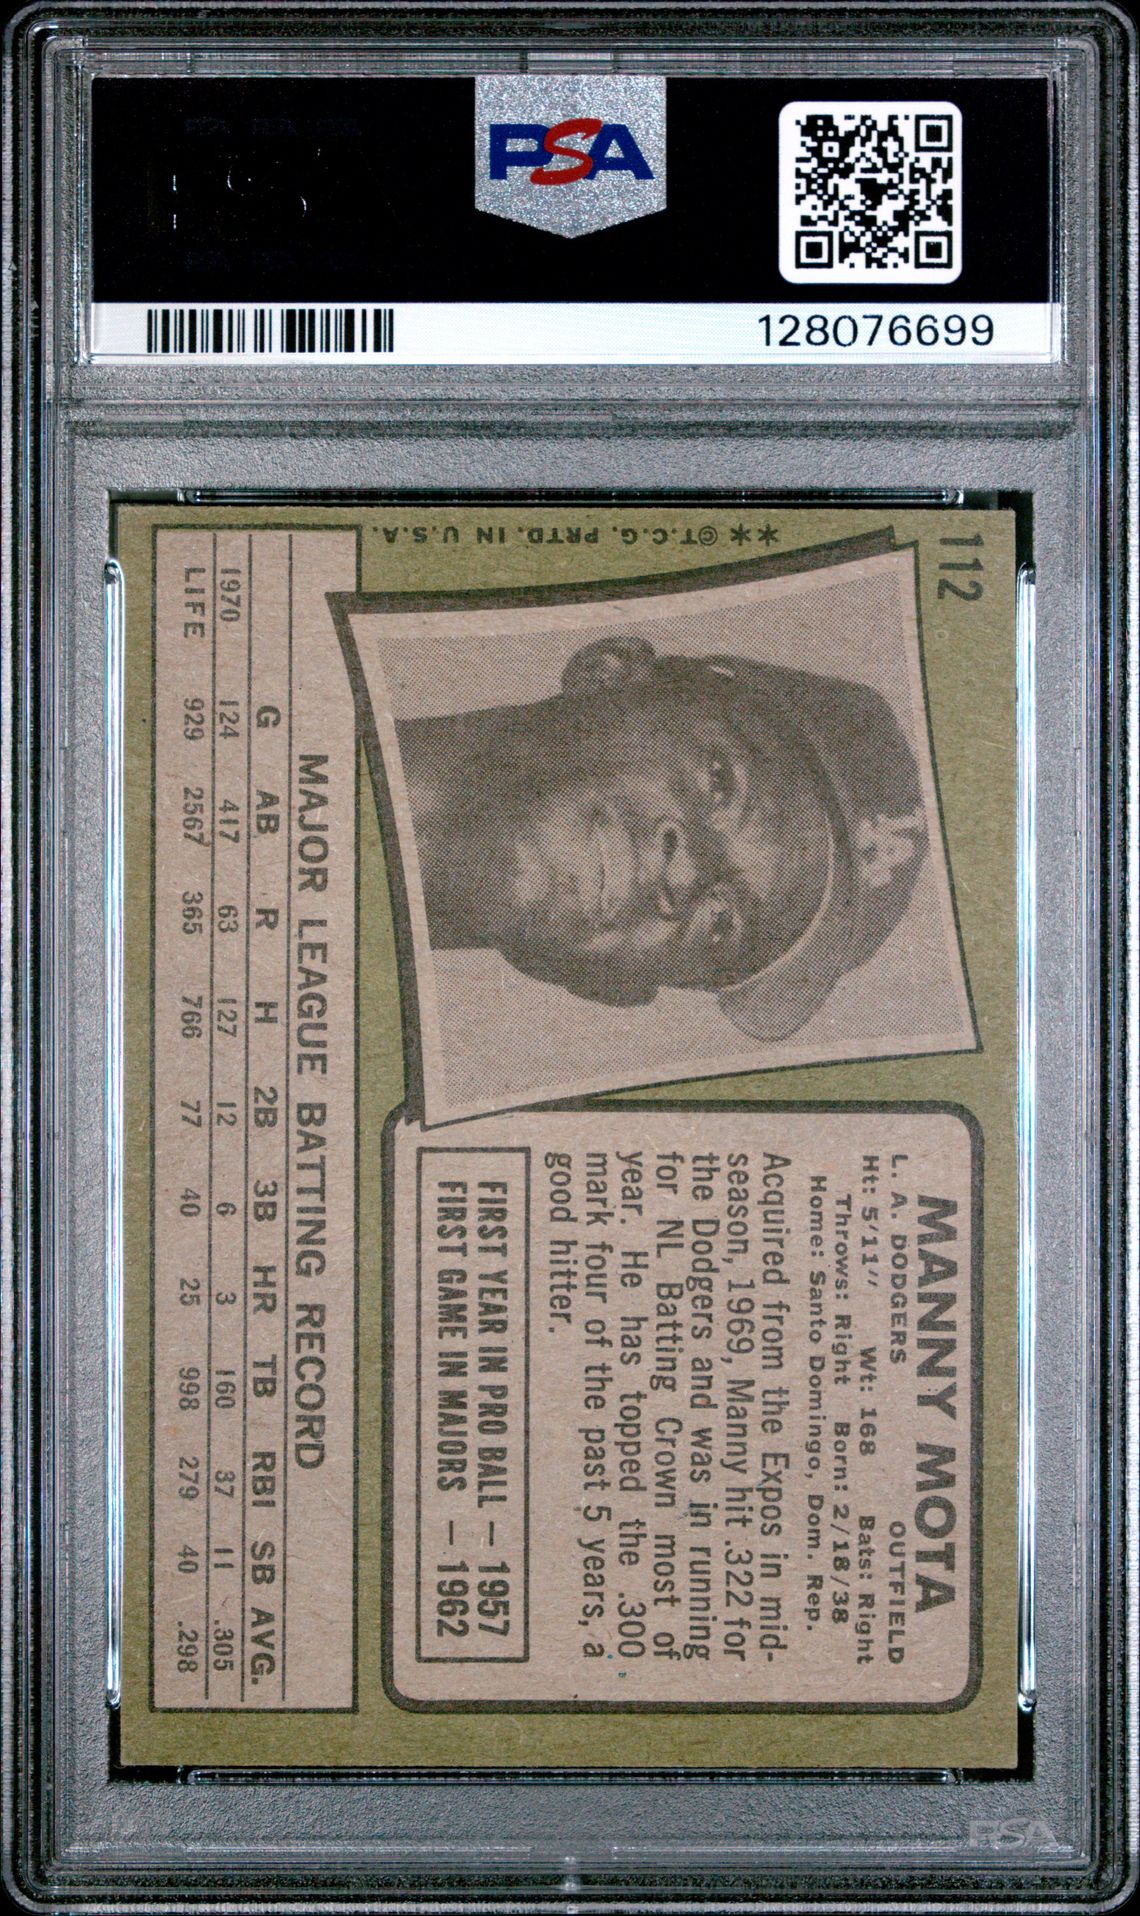 PSA
128076699
112
**©T.C.G. PRTD. IN U.S.A.
MANNY MOTA
L. A. DODGERS OUTFIELD
Ht: 5'11" Wt: 168 Bats: Right
Throws: Right Born: 2/18/38
Home: Santo Domingo, Dom. Rep.
Acquired from the Expos in mid-
season, 1969, Manny hit .322 for
the Dodgers and was in running
for NL Batting Crown most of
year. He has topped the .300
mark four of the past 5 years, a
good hitter.
FIRST YEAR IN PRO BALL — 1957
FIRST GAME IN MAJORS — 1962
LA
MAJOR LEAGUE BATTING RECORD
G AB R H 2B 3B HR TB RBI SB AVG.
1970 124 417 63 127 12 6 3 160 37 11 .305
LIFE 929 2567 365 766 77 40 25 998 279 40 .298
PSA